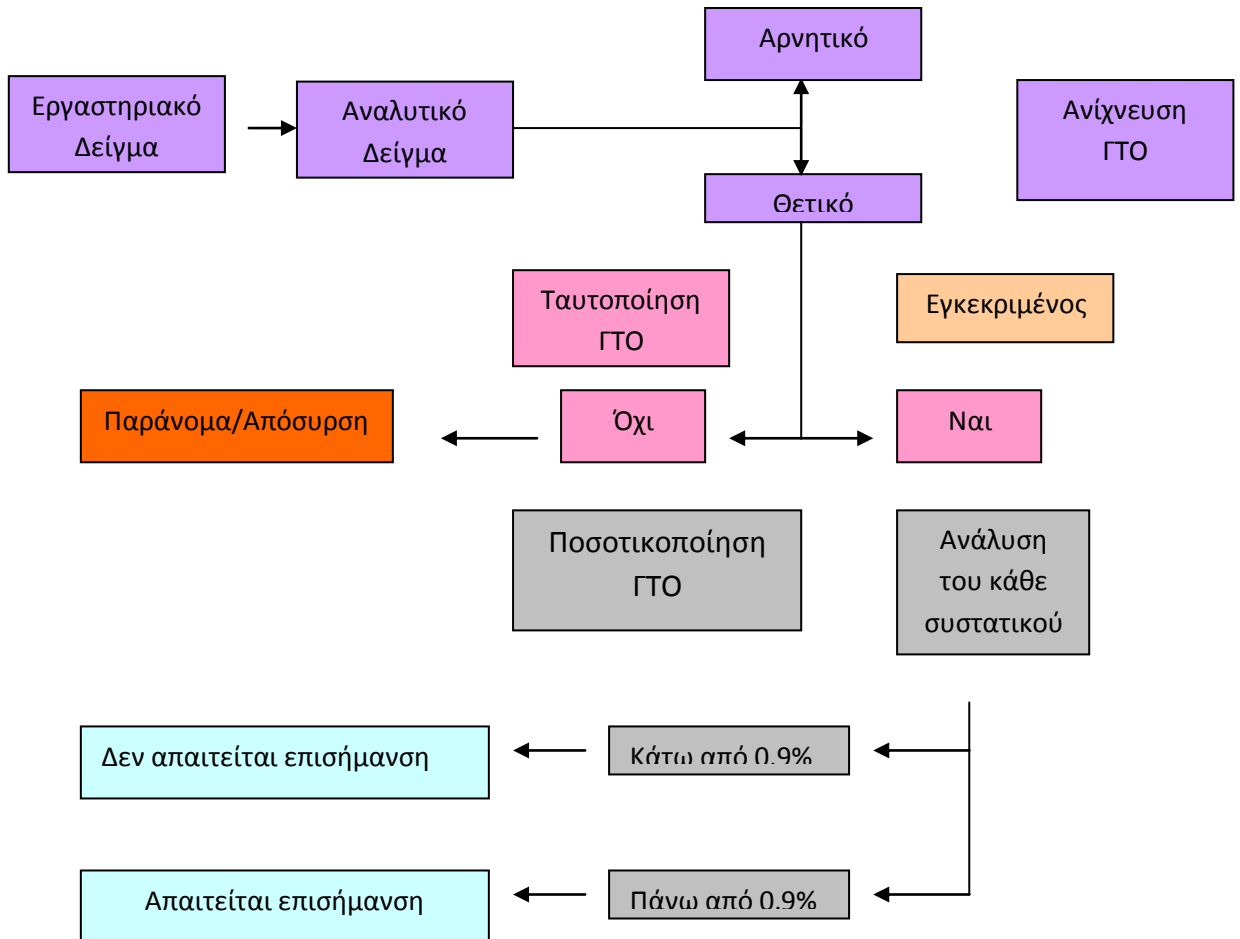 Αρνητικό
Εργαστηριακό
Δείγμα
Αναλυτικό
Δείγμα
Ανίχνευση
ΓΤΟ
Θετικό
Ταυτοποίηση
ΓΤΟ
Εγκεκριμένος
Παράνομα/Απόσυρση
Όχι
Ναι
Ποσοτικοποίηση
ΓΤΟ
Ανάλυση
του κάθε
συστατικού
Δεν απαιτείται επισήμανση
Κάτω από 0.9%
Απαιτείται επισήμανση
Πάνω από 0.9%